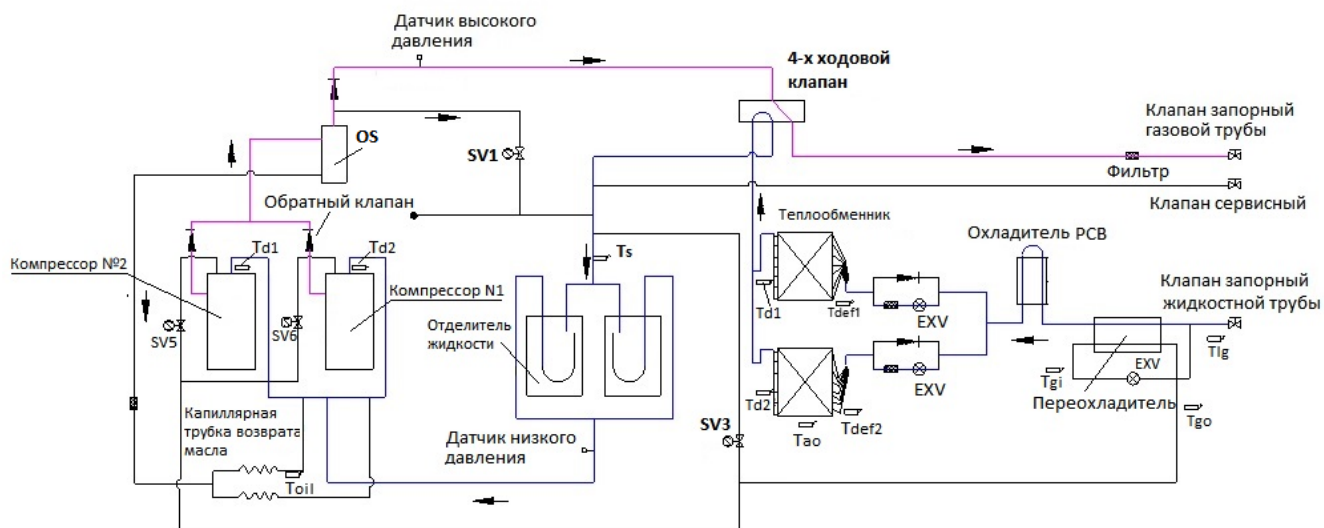 Датчик высокого
давления
4-х ходовой
клапан
Клапан запорный
газовой трубы
OS
SV1
Фильтр
Обратный клапан
Клапан сервисный
Теплообменник
Охладитель РСВ
Td1
Td2
Ts
Компрессор №2
Компрессор N1
Клапан запорный
жидкостной трубы
Td1
Tdef1
EXV
Отделитель
жидкости
SV5
SV6
Tlg
EXV
Tgi
EXV
Переохладитель
Td2
Капиллярная
трубка возврата
масла
Tgo
SV3
Tdef2
Tao
Датчик низкого
давления
Toil